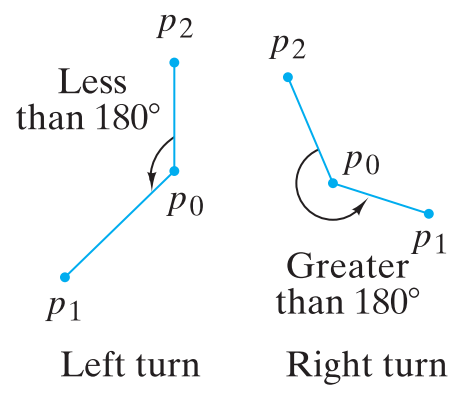 p2
Less
than 180°
p0
p1
Left turn
p2
p0
p1
Greater
than 180°
Right turn